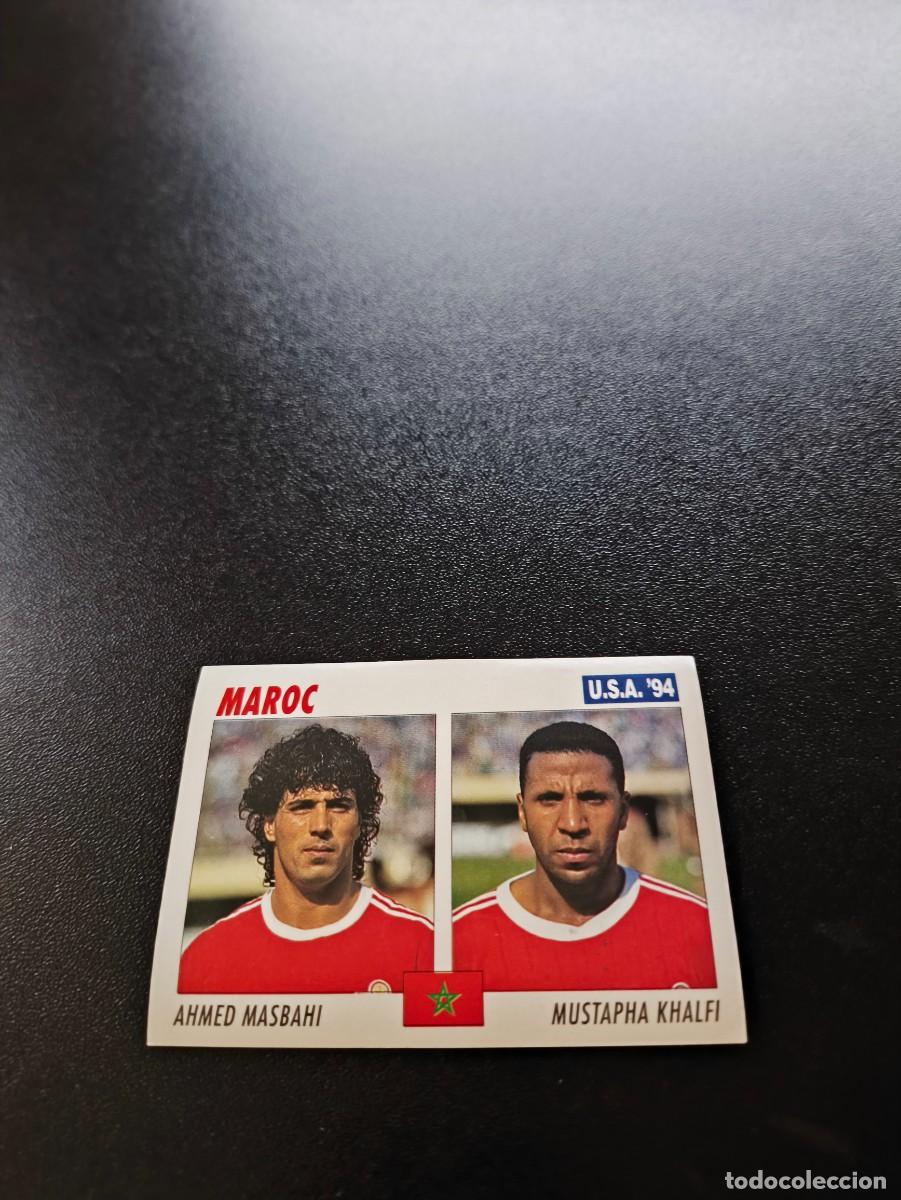 MAROC
U.S.A. '94
AHMED MASBAHI
MUSTAPHA KHALFI
todocoleccion